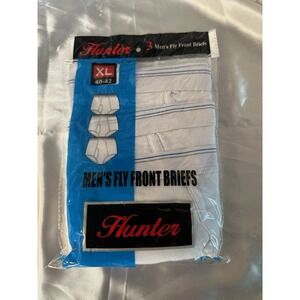 Hunter 3 Men's Fly Front Briefs
XL
40-42
MEN'S FLY FRONT BRIEFS
Hunter